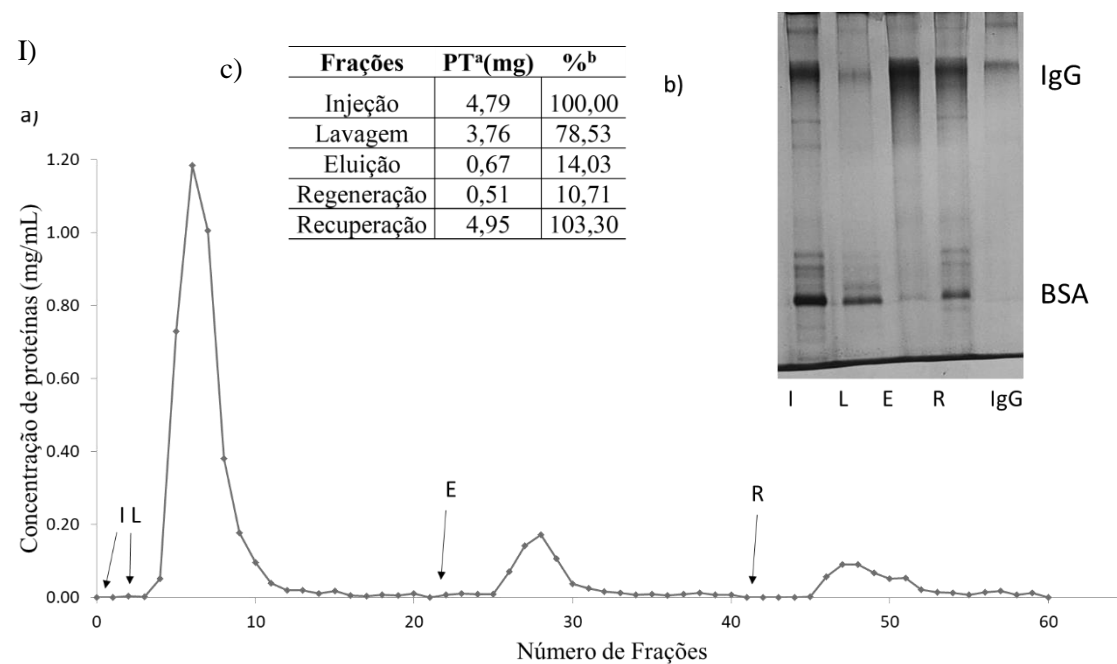 I)
a)
c)
Frações PTᵃ(mg) %ᵇ
Injeção 4,79 100,00
Lavagem 3,76 78,53
Eluição 0,67 14,03
Regeneração 0,51 10,71
Recuperação 4,95 103,30
b)
IgG
BSA
I L E R IgG
Concentração de proteínas (mg/mL)
1.20
1.00
0.80
0.60
0.40
0.20
0.00
I L
E
R
0 10 20 30 40 50 60
Número de Frações